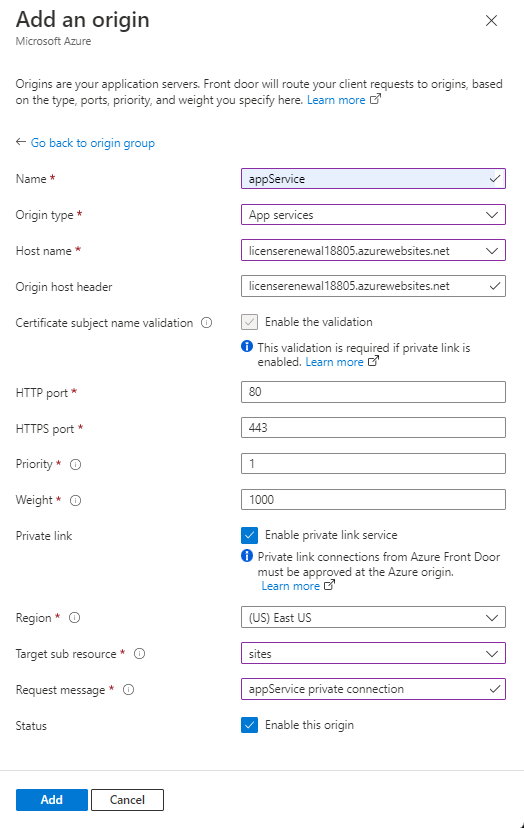 Add an origin
Microsoft Azure
Origins are your application servers. Front door will route your client requests to origins, based
on the type, ports, priority, and weight you specify here. Learn more
Go back to origin group
Name *
appService
Origin type *
App services
Host name *
licenserenewal18805.azurewebsites.net
Origin host header
licenserenewal18805.azurewebsites.net
Certificate subject name validation
Enable the validation
This validation is required if private link is
enabled. Learn more
HTTP port *
80
HTTPS port *
443
Priority *
1
Weight *
1000
Private link
Enable private link service
Private link connections from Azure Front Door
must be approved at the Azure origin.
Learn more
Region *
(US) East US
Target sub resource *
sites
Request message *
appService private connection
Status
Enable this origin
Add
Cancel